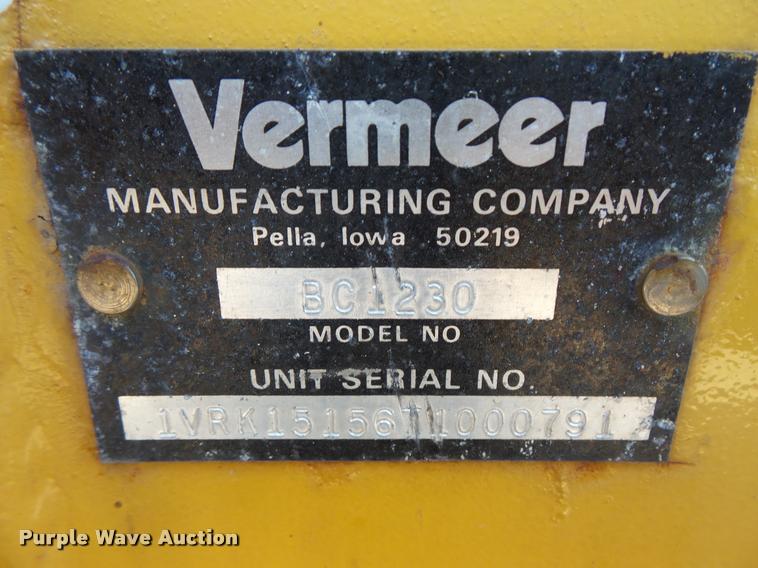 Vermeer
MANUFACTURING COMPANY
Pella, Iowa 50219
BC1230
MODEL NO
UNIT SERIAL NO.
1VRK15156T1000791
Purple Wave Auction